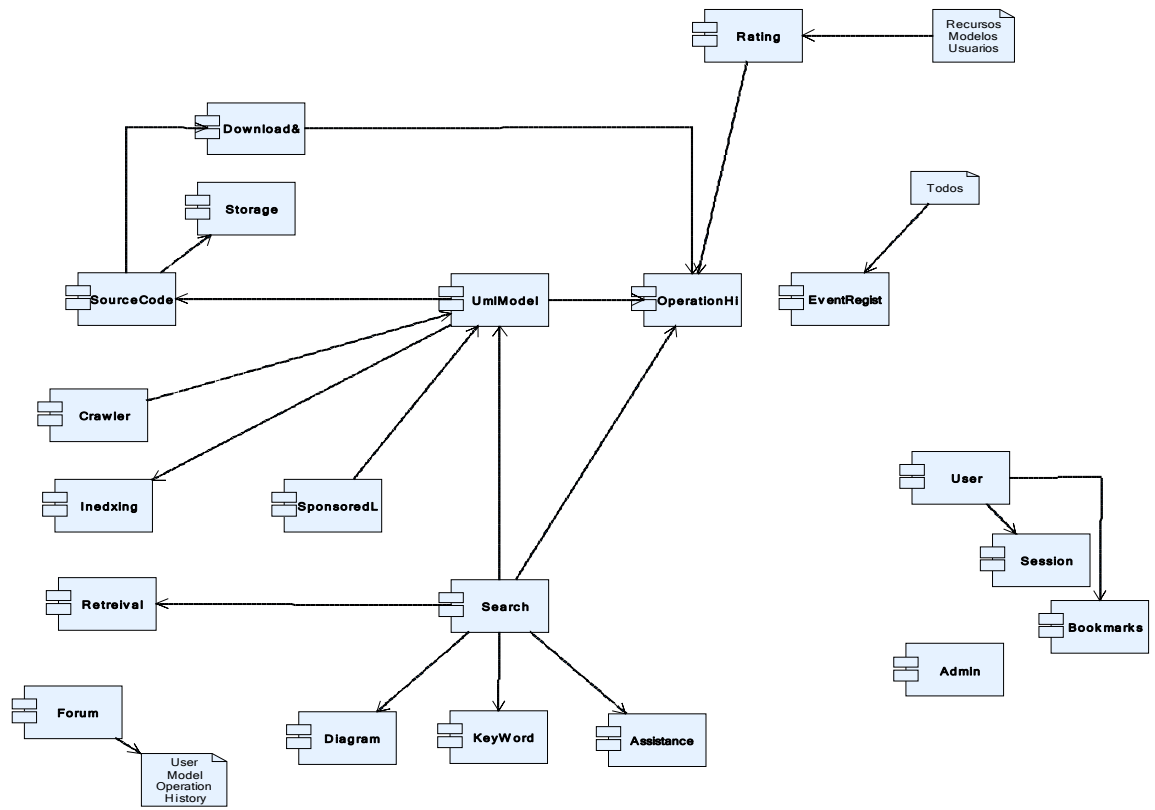 Rating
Recursos
Modelos
Usuarios
Download&
Storage
Todos
SourceCode
UmlModel
OperationHi
EventRegist
Crawler
Inedxing
SponsoredL
User
Session
Retreival
Search
Bookmarks
Admin
Forum
Diagram
KeyWord
Assistance
User
Model
Operation
History